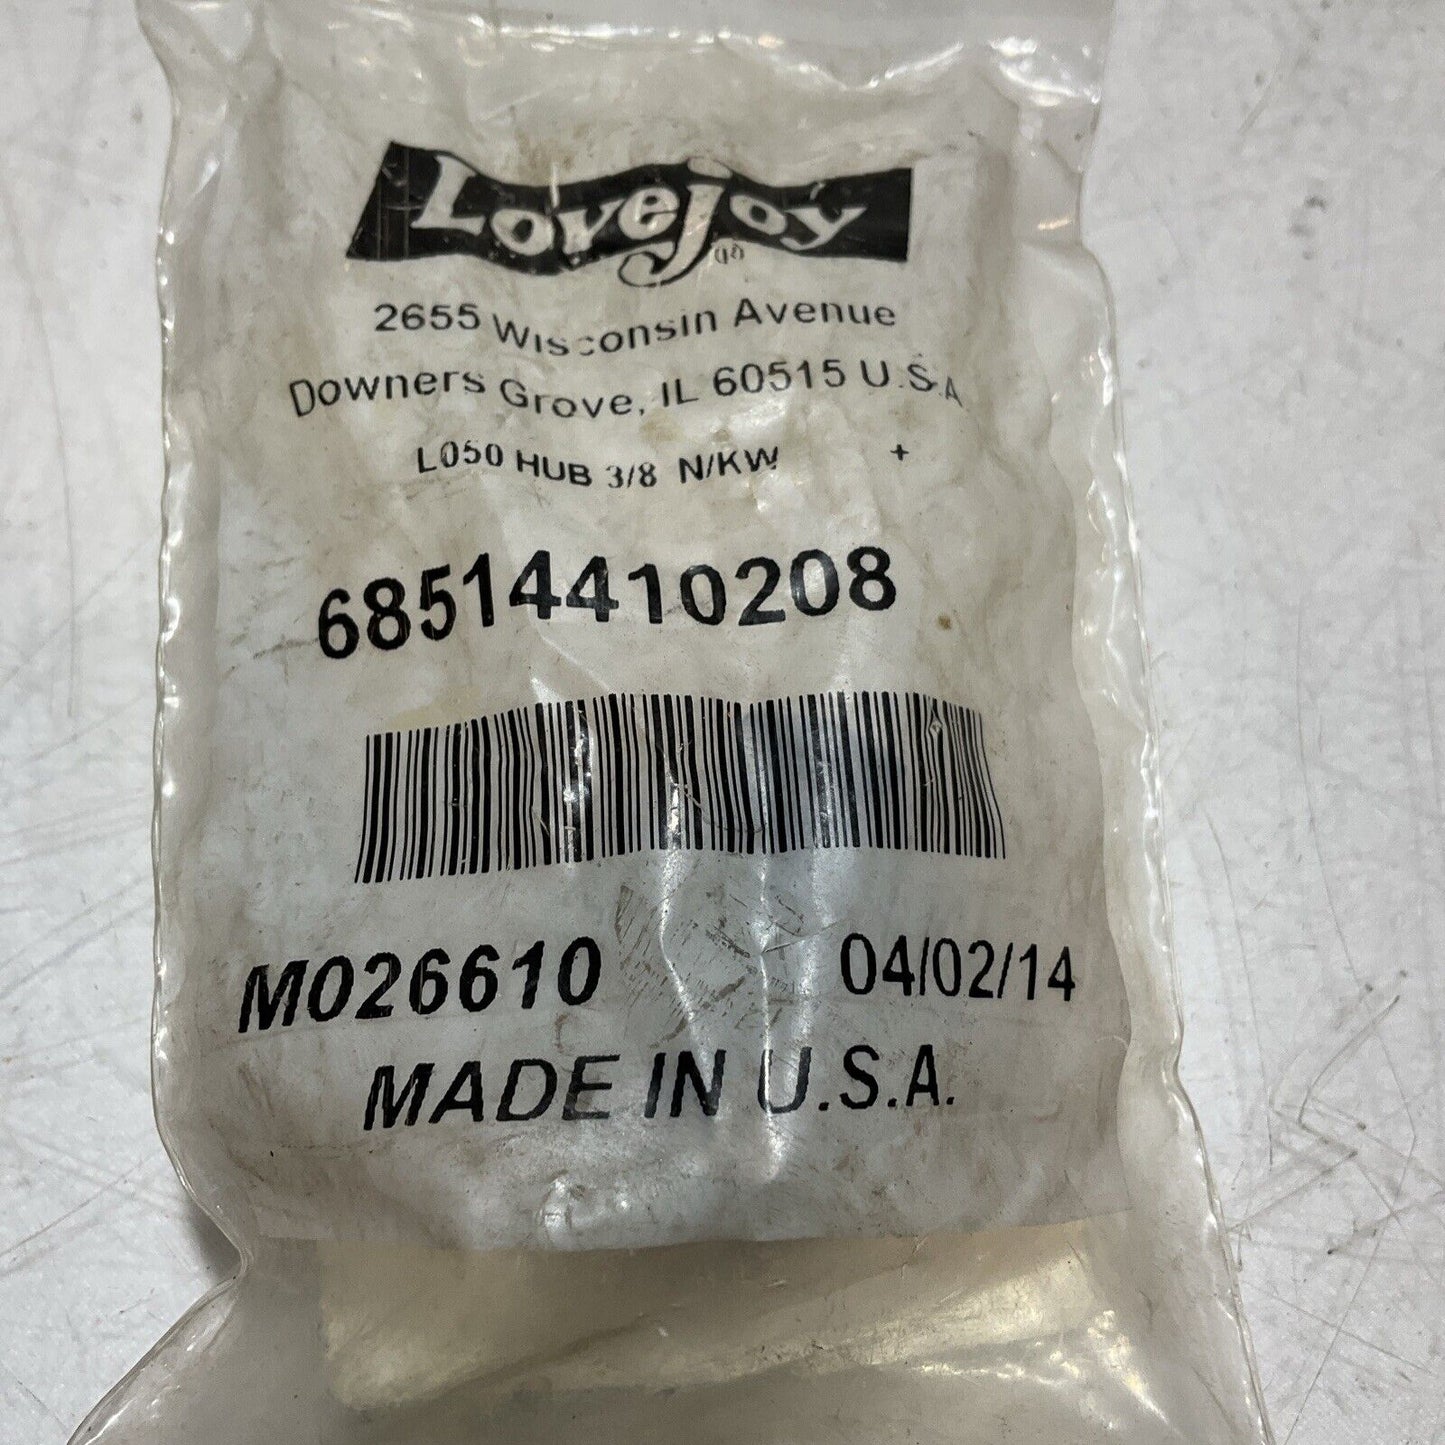 Lovejoy®
2655 Wisconsin Avenue
Downers Grove, IL 60515 U.S.A
L050 HUB 3/8 N/KW +
68514410208
M026610 04/02/14
MADE IN U.S.A.